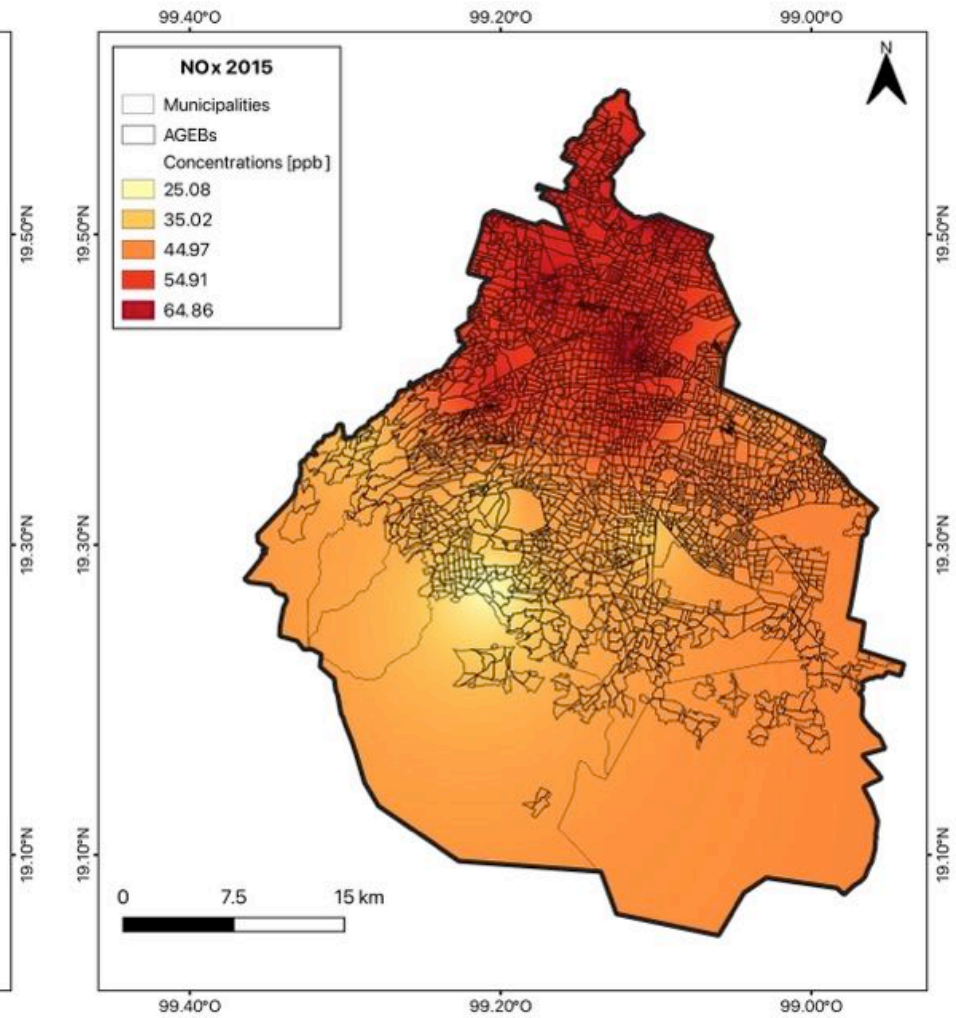 99.40°O 99.20°O 99.00°O
N
NOx 2015
Municipalities
AGEBs
Concentrations [ppb]
25.08
35.02
44.97
54.91
64.86
19.50°N 19.50°N 19.50°N
19.30°N 19.30°N 19.30°N
19.10°N 19.10°N 19.10°N
0 7.5 15 km
99.40°O 99.20°O 99.00°O